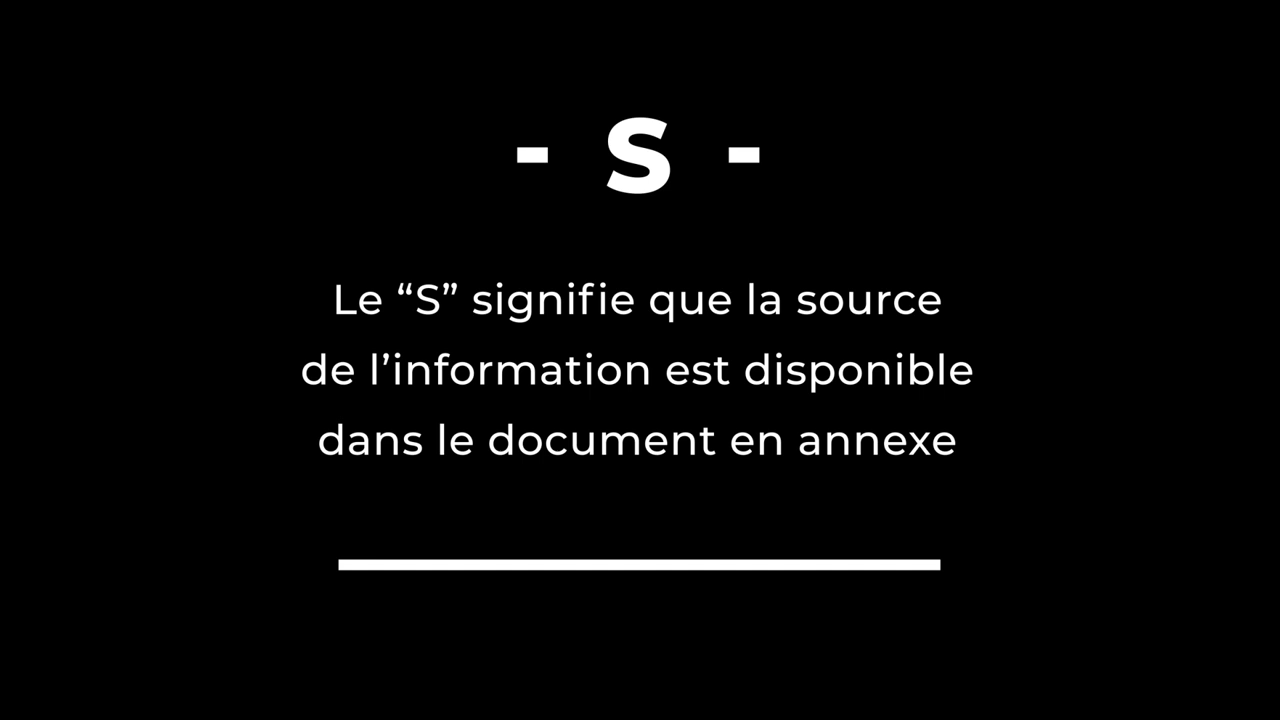 - S -
Le “S” signifie que la source
de l’information est disponible
dans le document en annexe